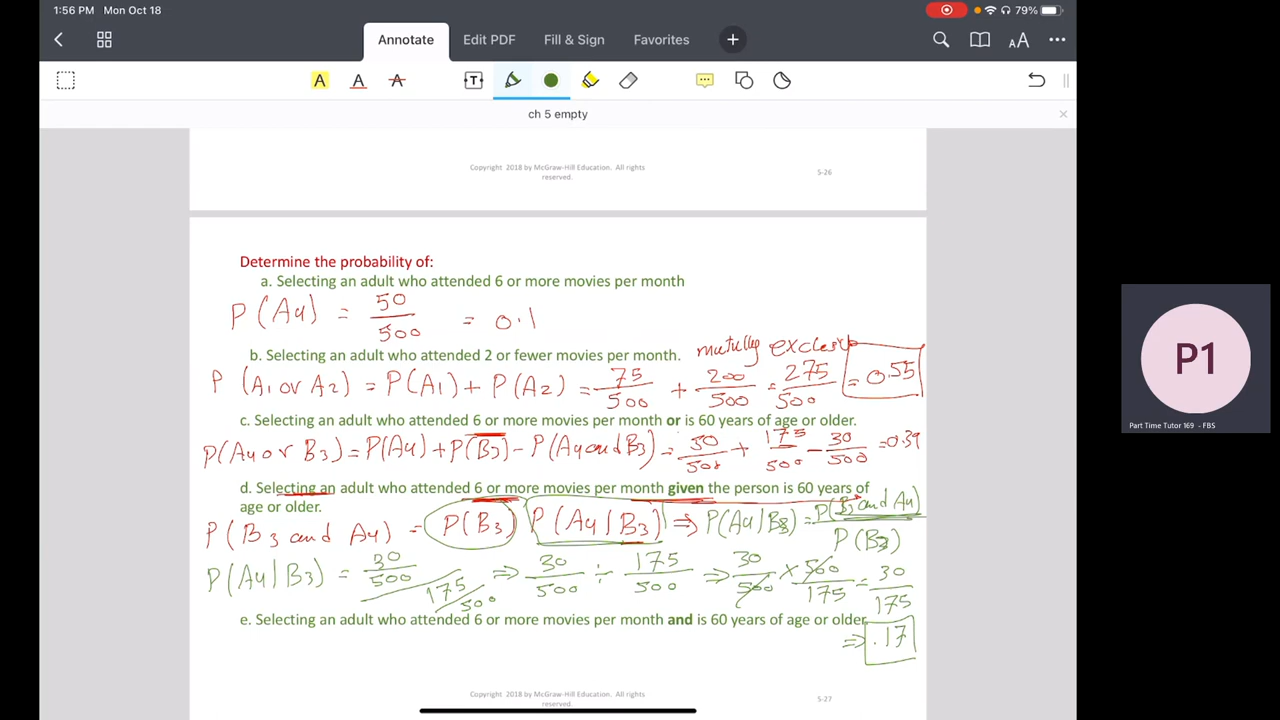 1:56 PM Mon Oct 18
79%
Annotate Edit PDF Fill & Sign Favorites
ch 5 empty
Copyright 2018 by McGraw-Hill Education. All rights
reserved.
5-26
Determine the probability of:
a. Selecting an adult who attended 6 or more movies per month
P(A4) = 50/500 = 0.1
b. Selecting an adult who attended 2 or fewer movies per month.
mutully exclusive
P(A1 or A2) = P(A1) + P(A2) = 75/500 + 200/500 = 275/500 = 0.55
c. Selecting an adult who attended 6 or more movies per month or is 60 years of age or older.
P(A4 or B3) = P(A4) + P(B3) - P(A4 and B3) = 50/500 + 175/500 - 30/500 = 0.39
d. Selecting an adult who attended 6 or more movies per month given the person is 60 years of
age or older.
P(B3 and A4) = P(B3) P(A4|B3) ⇒ P(A4|B3) = P(B3 and A4)/P(B3)
P(A4|B3) = 30/500 / 175/500 ⇒ 30/500 ÷ 175/500 ⇒ 30/500 × 500/175 = 30/175
e. Selecting an adult who attended 6 or more movies per month and is 60 years of age or older.
⇒ .17
Copyright 2018 by McGraw-Hill Education. All rights
reserved.
5-27
P1
Part Time Tutor 169 - FBS